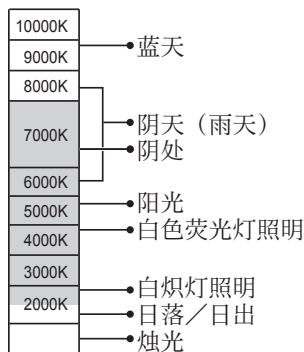 10000K
9000K
蓝天
8000K
7000K
阴天（雨天）
阴处
6000K
5000K
阳光
4000K
白色荧光灯照明
3000K
2000K
白炽灯照明
日落／日出
烛光